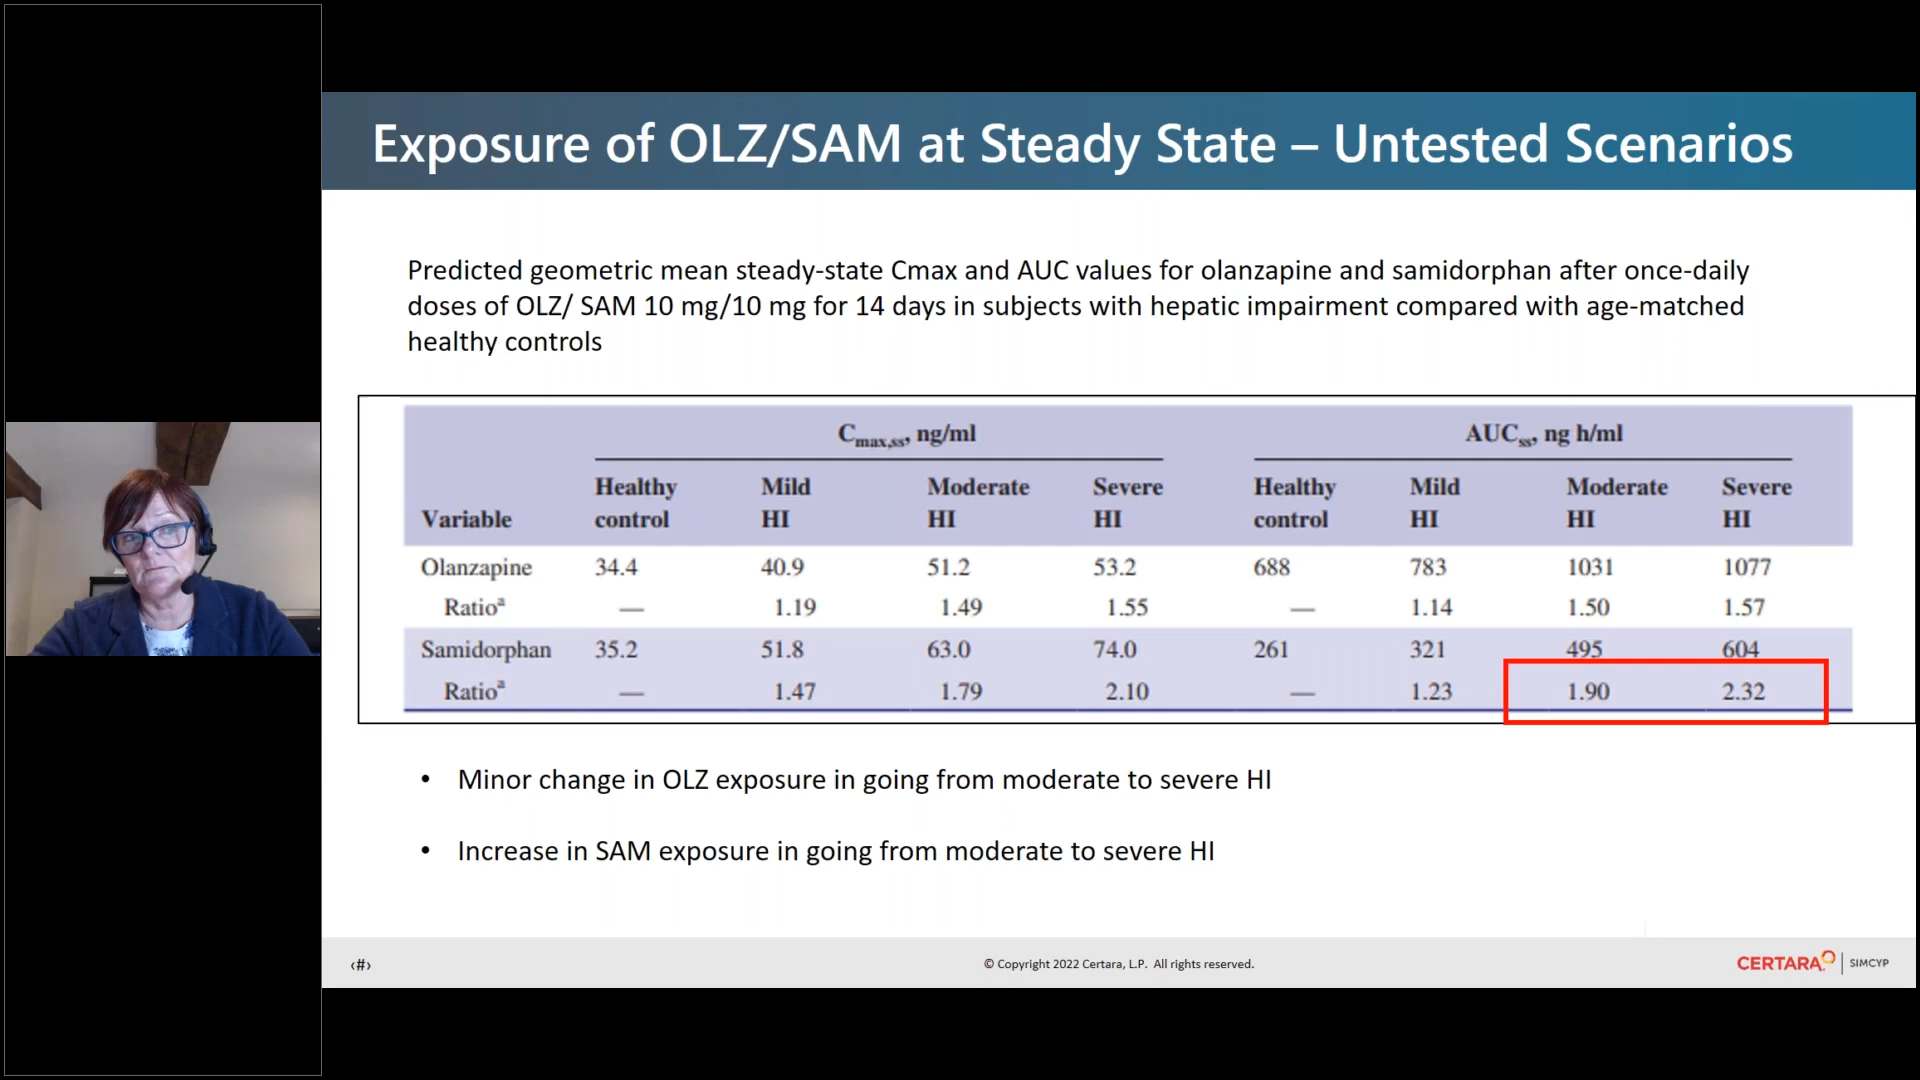 Exposure of OLZ/SAM at Steady State – Untested Scenarios
Predicted geometric mean steady-state Cmax and AUC values for olanzapine and samidorphan after once-daily
doses of OLZ/ SAM 10 mg/10 mg for 14 days in subjects with hepatic impairment compared with age-matched
healthy controls
Cmax,ss, ng/ml AUCss, ng h/ml
Variable Healthy control Mild HI Moderate HI Severe HI Healthy control Mild HI Moderate HI Severe HI
Olanzapine 34.4 40.9 51.2 53.2 688 783 1031 1077
Ratioª — 1.19 1.49 1.55 — 1.14 1.50 1.57
Samidorphan 35.2 51.8 63.0 74.0 261 321 495 604
Ratioª — 1.47 1.79 2.10 — 1.23 1.90 2.32
• Minor change in OLZ exposure in going from moderate to severe HI
• Increase in SAM exposure in going from moderate to severe HI
‹#›
© Copyright 2022 Certara, L.P. All rights reserved.
CERTARA | SIMCYP